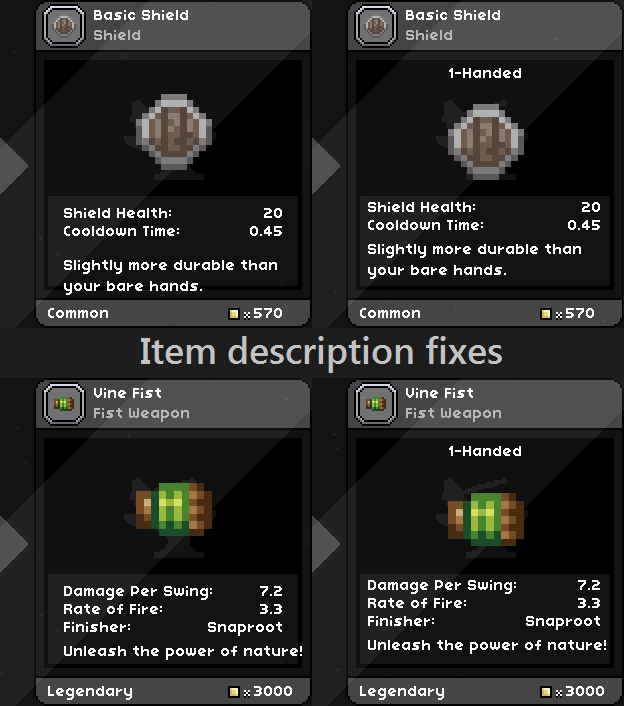 Basic Shield
Shield
Shield Health: 20
Cooldown Time: 0.45
Slightly more durable than
your bare hands.
Common x570
Basic Shield
Shield
1-Handed
Shield Health: 20
Cooldown Time: 0.45
Slightly more durable than
your bare hands.
Common x570
Item description fixes
Vine Fist
Fist Weapon
Damage Per Swing: 7.2
Rate of Fire: 3.3
Finisher: Snaproot
Unleash the power of nature!
Legendary x3000
Vine Fist
Fist Weapon
1-Handed
Damage Per Swing: 7.2
Rate of Fire: 3.3
Finisher: Snaproot
Unleash the power of nature!
Legendary x3000